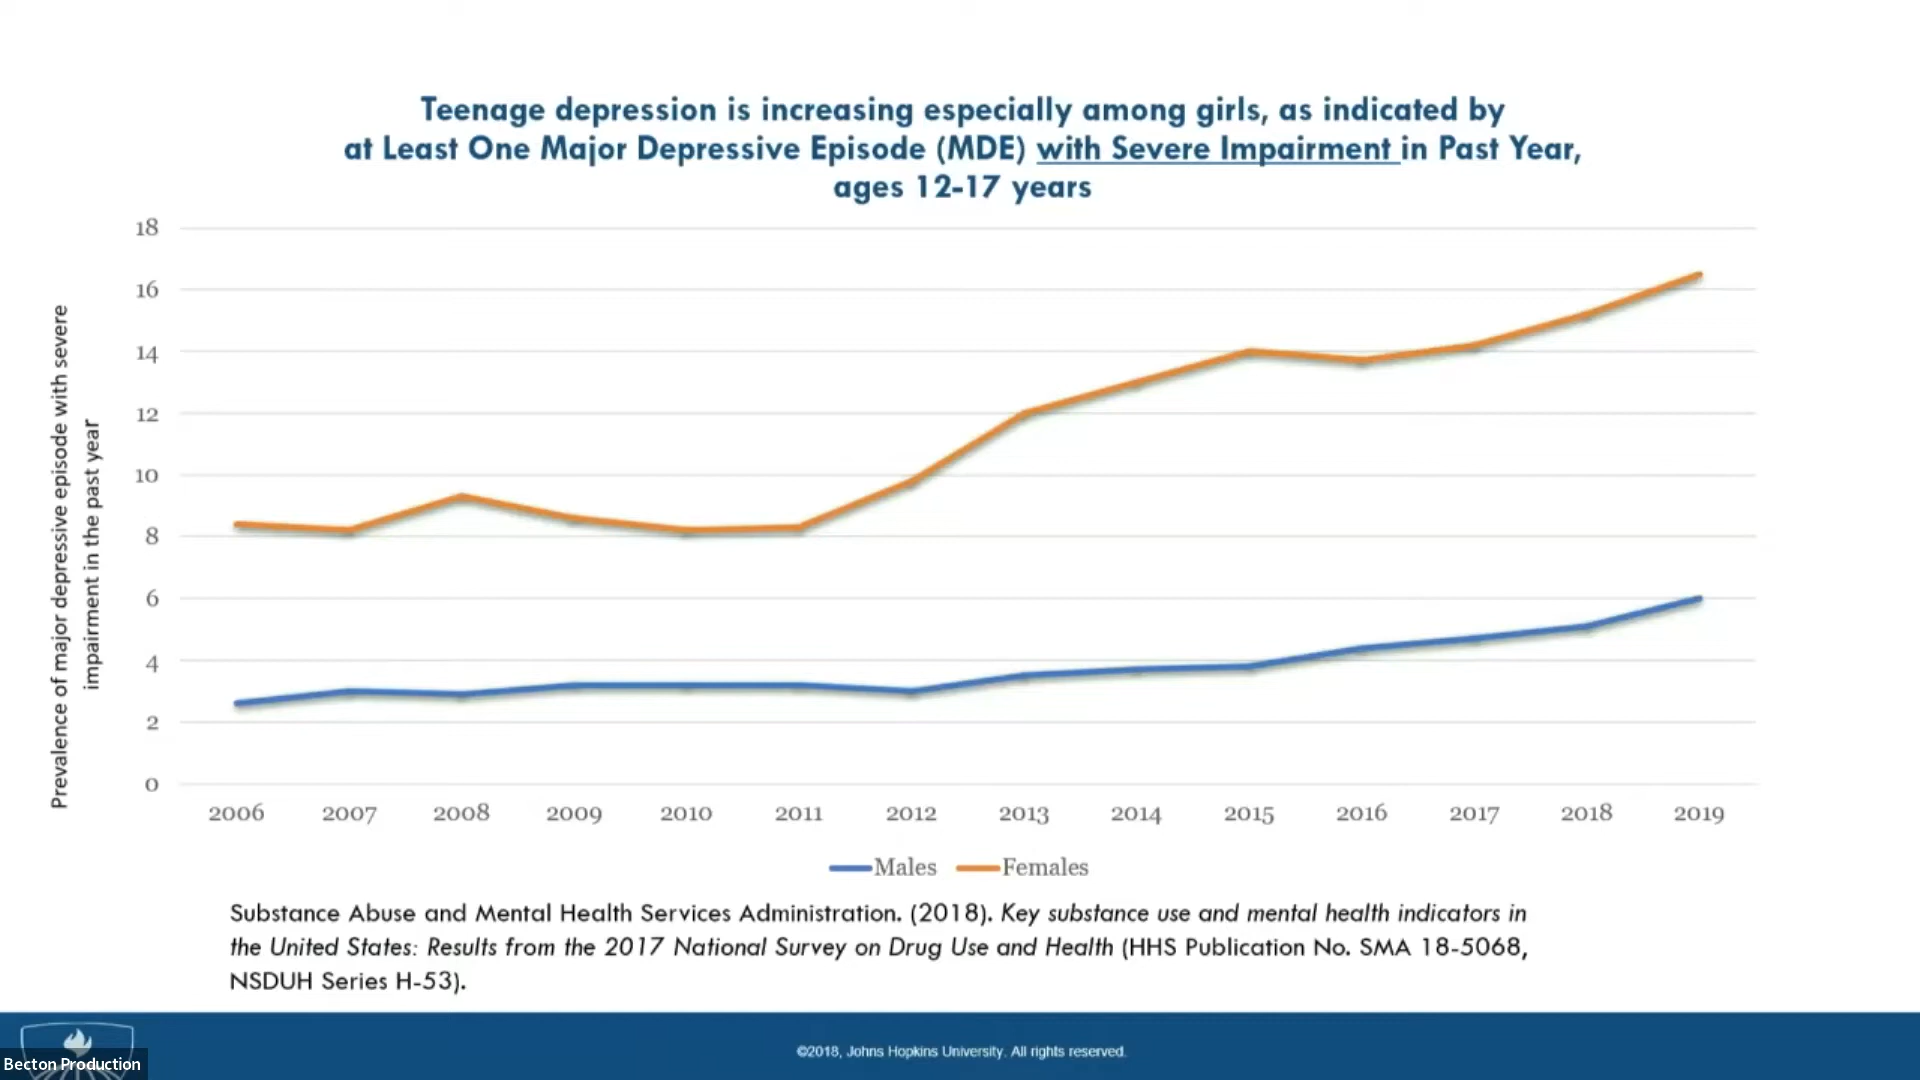 Teenage depression is increasing especially among girls, as indicated by
at Least One Major Depressive Episode (MDE) with Severe Impairment in Past Year,
ages 12-17 years
Prevalence of major depressive episode with severe
impairment in the past year
18
16
14
12
10
8
6
4
2
0
2006 2007 2008 2009 2010 2011 2012 2013 2014 2015 2016 2017 2018 2019
Males Females
Substance Abuse and Mental Health Services Administration. (2018). Key substance use and mental health indicators in
the United States: Results from the 2017 National Survey on Drug Use and Health (HHS Publication No. SMA 18-5068,
NSDUH Series H-53).
©2018, Johns Hopkins University. All rights reserved.
Becton Production